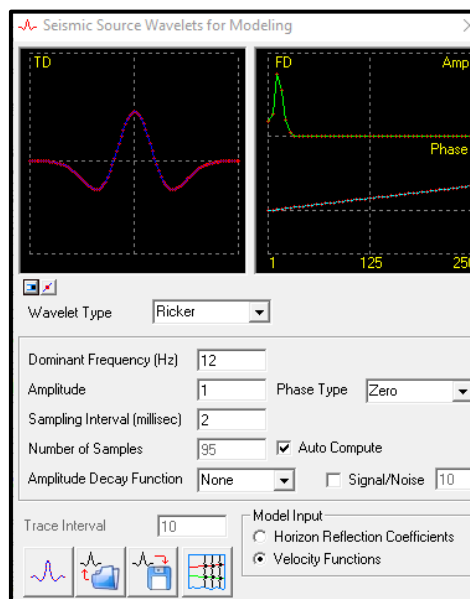 Seismic Source Wavelets for Modeling
TD
FD
Amp
Phase
1 125 250
Wavelet Type Ricker
Dominant Frequency (Hz) 12
Amplitude 1 Phase Type Zero
Sampling Interval (millisec) 2
Number of Samples 95 Auto Compute
Amplitude Decay Function None Signal/Noise 10
Trace Interval 10
Model Input
Horizon Reflection Coefficients
Velocity Functions